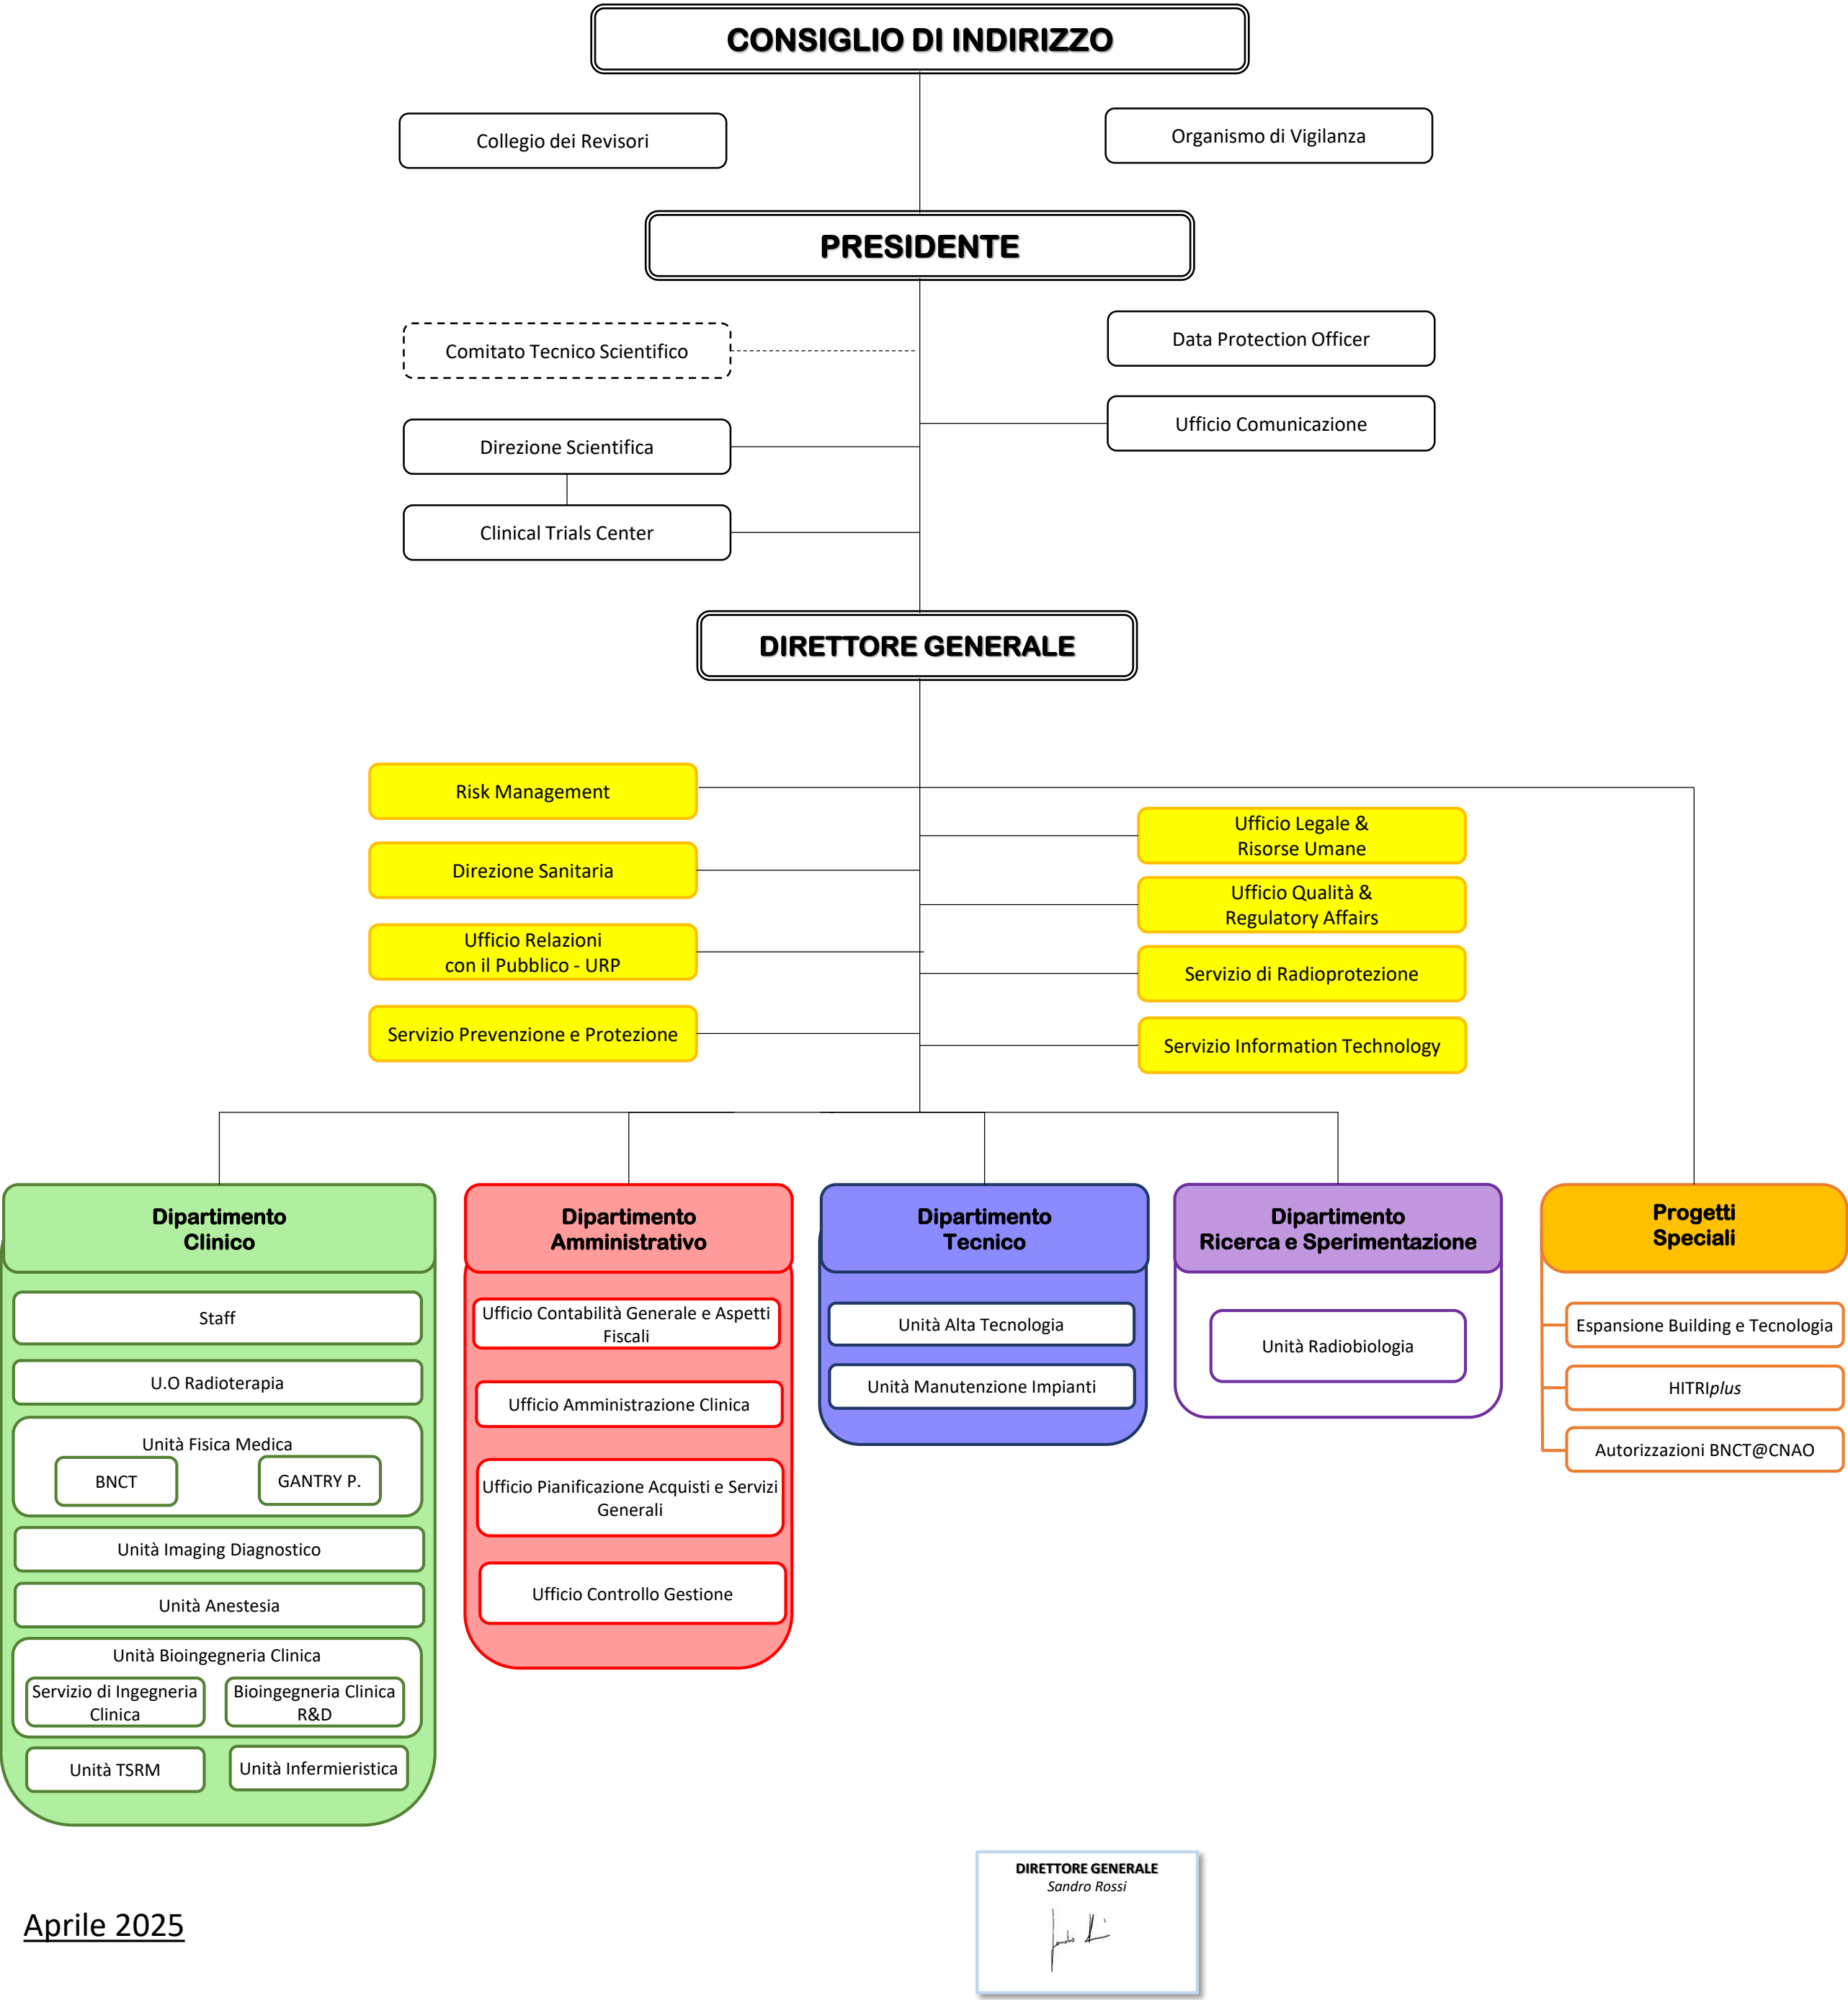 CONSIGLIO DI INDIRIZZO
Collegio dei Revisori
Organismo di Vigilanza
PRESIDENTE
Comitato Tecnico Scientifico
Data Protection Officer
Ufficio Comunicazione
Direzione Scientifica
Clinical Trials Center
DIRETTORE GENERALE
Risk Management
Ufficio Legale &
Risorse Umane
Direzione Sanitaria
Ufficio Qualità &
Regulatory Affairs
Ufficio Relazioni
con il Pubblico - URP
Servizio di Radioprotezione
Servizio Prevenzione e Protezione
Servizio Information Technology
Dipartimento
Clinico
Staff
U.O Radioterapia
Unità Fisica Medica
BNCT
GANTRY P.
Unità Imaging Diagnostico
Unità Anestesia
Unità Bioingegneria Clinica
Servizio di Ingegneria
Clinica
Bioingegneria Clinica
R&D
Unità TSRM
Unità Infermieristica
Dipartimento
Amministrativo
Ufficio Contabilità Generale e Aspetti
Fiscali
Ufficio Amministrazione Clinica
Ufficio Pianificazione Acquisti e Servizi
Generali
Ufficio Controllo Gestione
Dipartimento
Tecnico
Unità Alta Tecnologia
Unità Manutenzione Impianti
Dipartimento
Ricerca e Sperimentazione
Unità Radiobiologia
Progetti
Speciali
Espansione Building e Tecnologia
HITRIplus
Autorizzazioni BNCT@CNAO
DIRETTORE GENERALE
Sandro Rossi
Aprile 2025